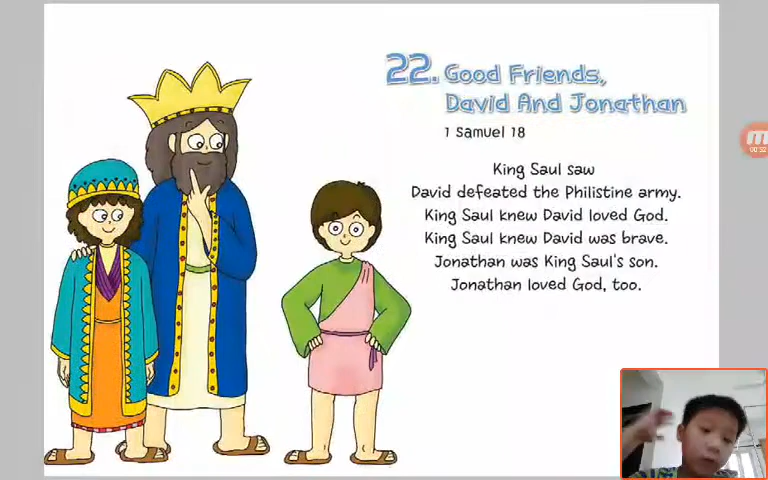 22. Good Friends,
David And Jonathan
1 Samuel 18
King Saul saw
David defeated the Philistine army.
King Saul knew David loved God.
King Saul knew David was brave.
Jonathan was King Saul's son.
Jonathan loved God, too.
M
00:52